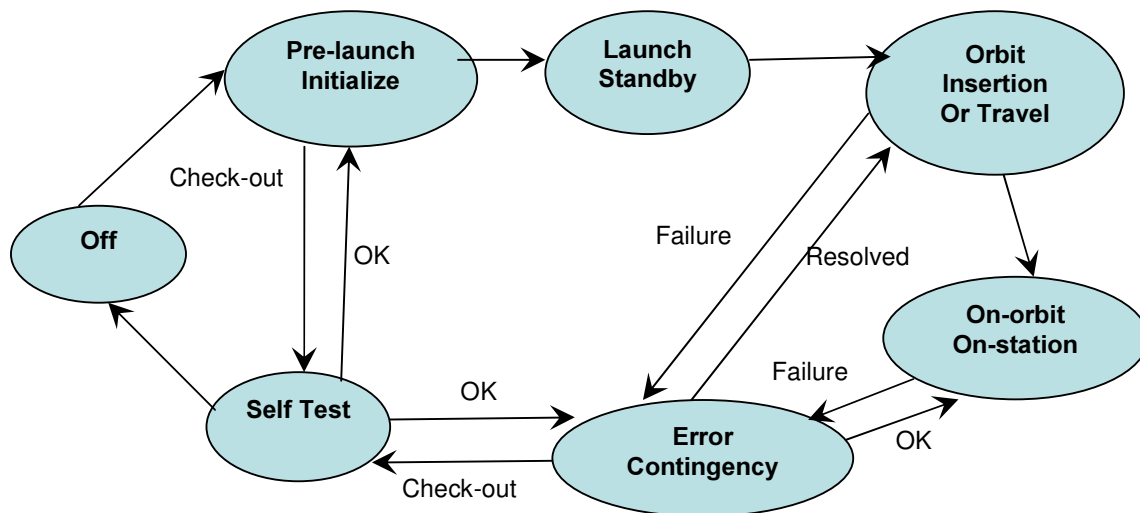 Pre-launch
Initialize
Launch
Standby
Orbit
Insertion
Or Travel
Check-out
Off
OK
Failure
Resolved
On-orbit
On-station
Failure
Self Test
OK
Error
Contingency
OK
Check-out